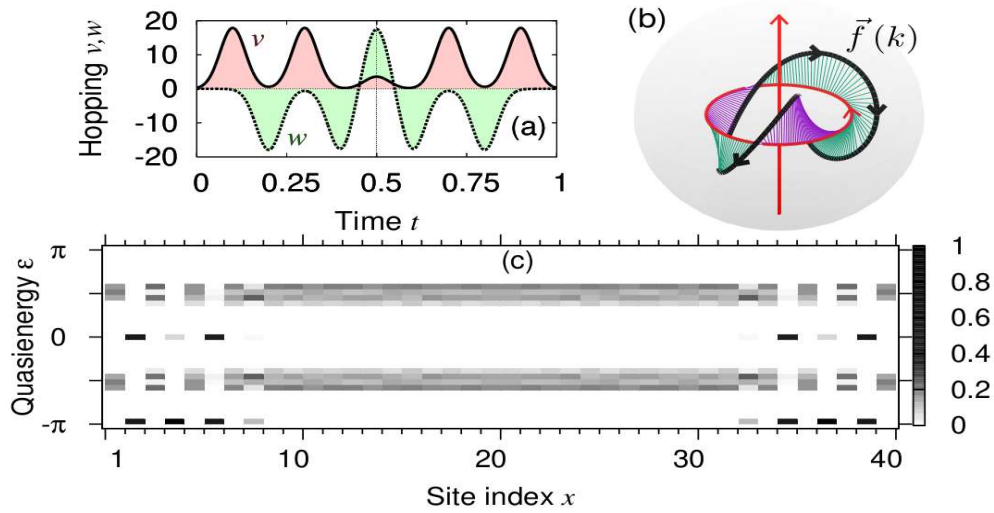 20
10
0
-10
-20
Hopping v,w
v
w
(a)
0 0.25 0.5 0.75 1
Time t
(b)
f⃗ (k)
(c)
π
0
-π
Quasienergy ε
1 10 20 30 40
Site index x
1
0.8
0.6
0.4
0.2
0